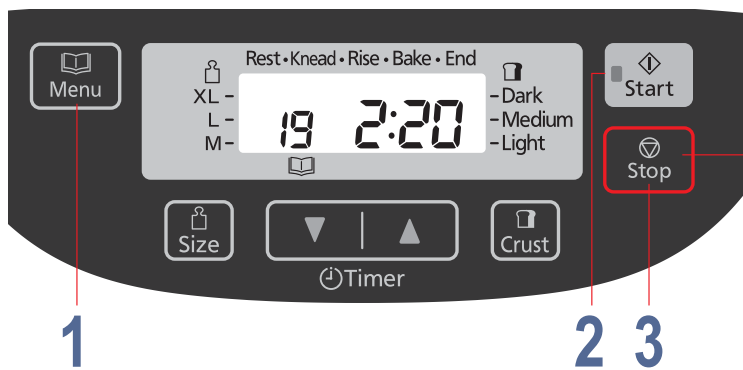 Menu
Rest • Knead • Rise • Bake • End
XL –
L –
M –
19 2:20
– Dark
– Medium
– Light
Start
Stop
Size
Crust
Timer
1
2 3